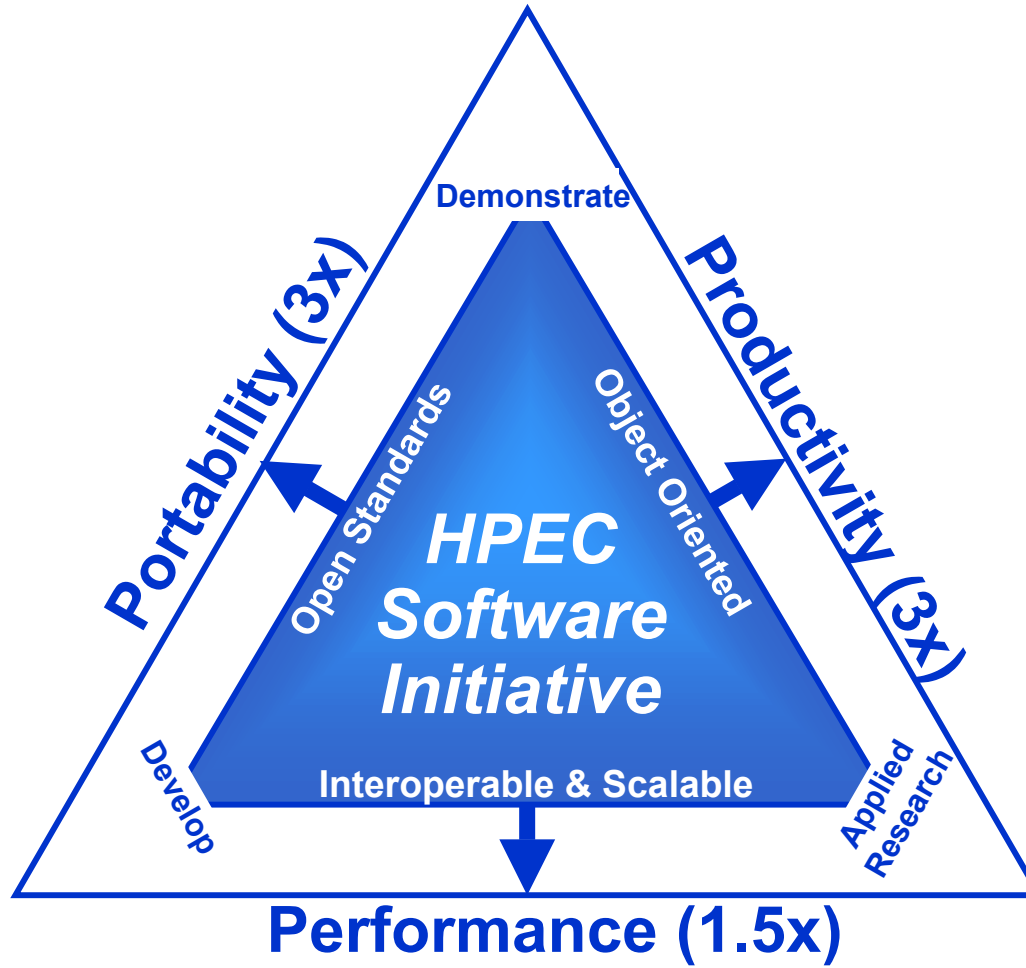 Demonstrate
Portability (3x)
Productivity (3x)
Open Standards
Object Oriented
HPEC
Software
Initiative
Interoperable & Scalable
Develop
Applied
Research
Performance (1.5x)